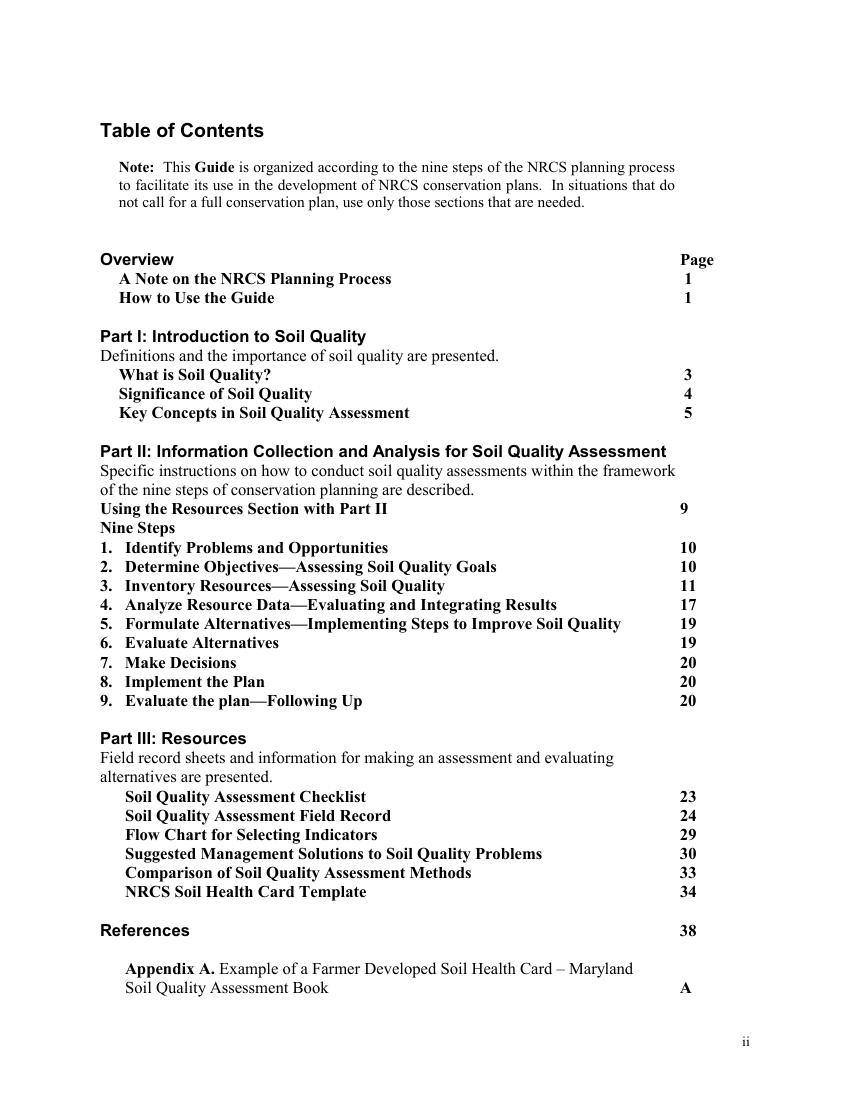 Table of Contents
Note:  This Guide is organized according to the nine steps of the NRCS planning process
to facilitate its use in the development of NRCS conservation plans.  In situations that do
not call for a full conservation plan, use only those sections that are needed.
Overview Page
A Note on the NRCS Planning Process 1
How to Use the Guide 1
Part I: Introduction to Soil Quality
Definitions and the importance of soil quality are presented.
What is Soil Quality? 3
Significance of Soil Quality 4
Key Concepts in Soil Quality Assessment 5
Part II: Information Collection and Analysis for Soil Quality Assessment
Specific instructions on how to conduct soil quality assessments within the framework
of the nine steps of conservation planning are described.
Using the Resources Section with Part II 9
Nine Steps
1. Identify Problems and Opportunities 10
2. Determine Objectives—Assessing Soil Quality Goals 10
3. Inventory Resources—Assessing Soil Quality 11
4. Analyze Resource Data—Evaluating and Integrating Results 17
5. Formulate Alternatives—Implementing Steps to Improve Soil Quality 19
6. Evaluate Alternatives 19
7. Make Decisions 20
8. Implement the Plan 20
9. Evaluate the plan—Following Up 20
Part III: Resources
Field record sheets and information for making an assessment and evaluating
alternatives are presented.
Soil Quality Assessment Checklist 23
Soil Quality Assessment Field Record 24
Flow Chart for Selecting Indicators 29
Suggested Management Solutions to Soil Quality Problems 30
Comparison of Soil Quality Assessment Methods 33
NRCS Soil Health Card Template 34
References 38
Appendix A. Example of a Farmer Developed Soil Health Card – Maryland
Soil Quality Assessment Book A
ii